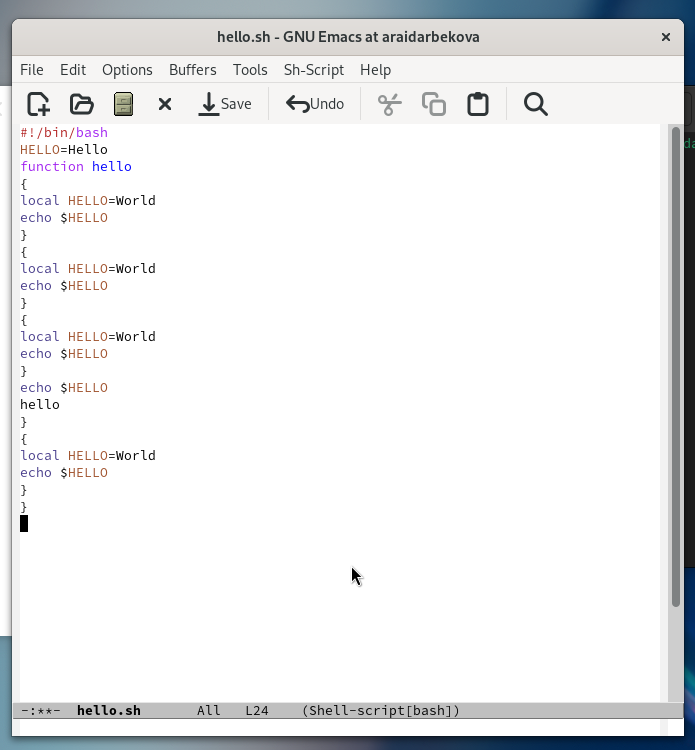 hello.sh - GNU Emacs at araidarbekova
File Edit Options Buffers Tools Sh-Script Help
Save Undo
#!/bin/bash
HELLO=Hello
function hello
{
local HELLO=World
echo $HELLO
}
{
local HELLO=World
echo $HELLO
}
{
local HELLO=World
echo $HELLO
}
echo $HELLO
hello
}
{
local HELLO=World
echo $HELLO
}
}
-:**- hello.sh All L24 (Shell-script[bash])